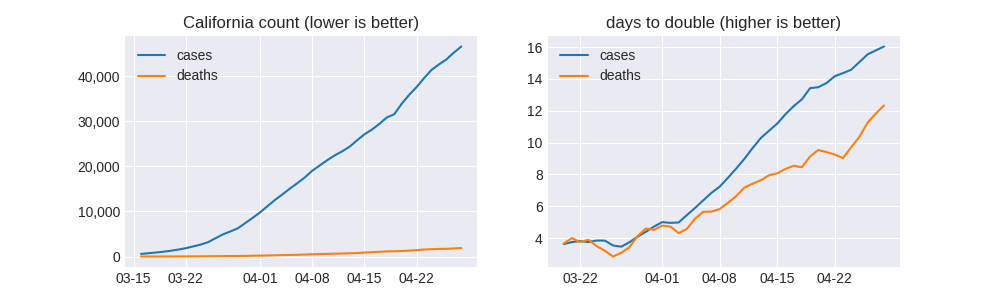 California count (lower is better)
cases
deaths
40,000
30,000
20,000
10,000
0
03-15 03-22 04-01 04-08 04-15 04-22
days to double (higher is better)
cases
deaths
16
14
12
10
8
6
4
03-22 04-01 04-08 04-15 04-22